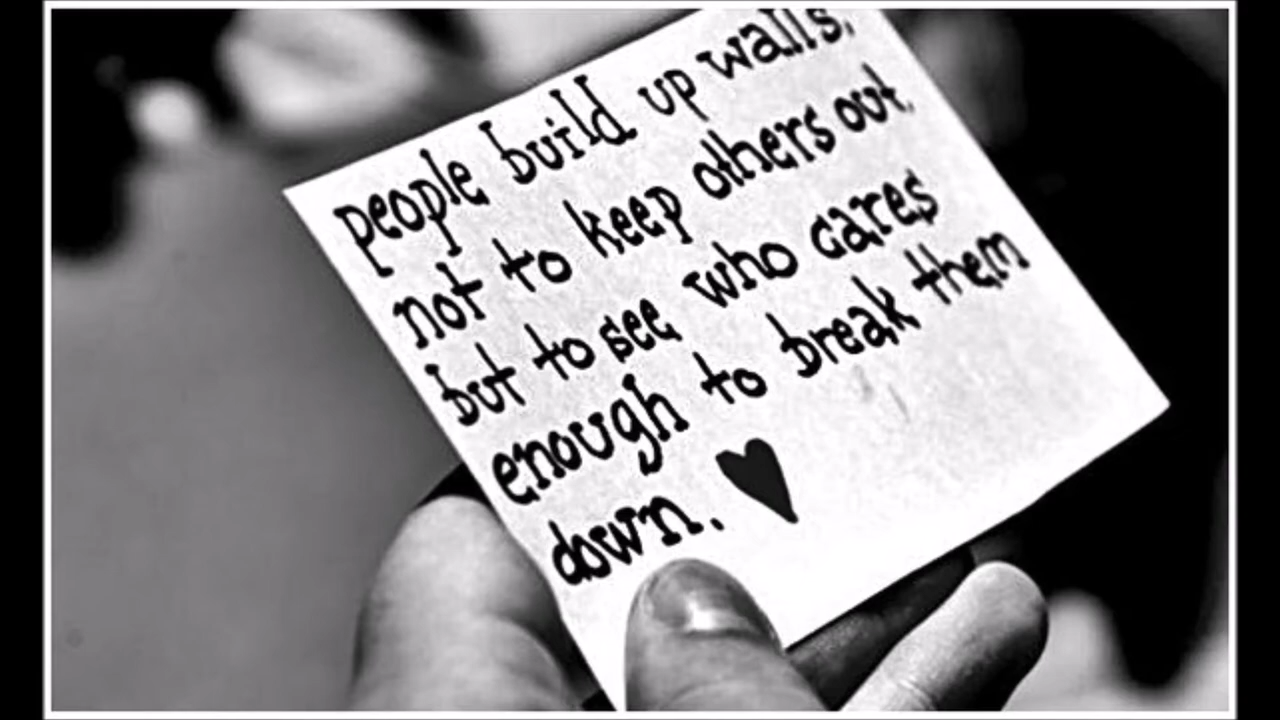 people build up walls,
not to keep others out,
but to see who cares
enough to break them
down. ♥